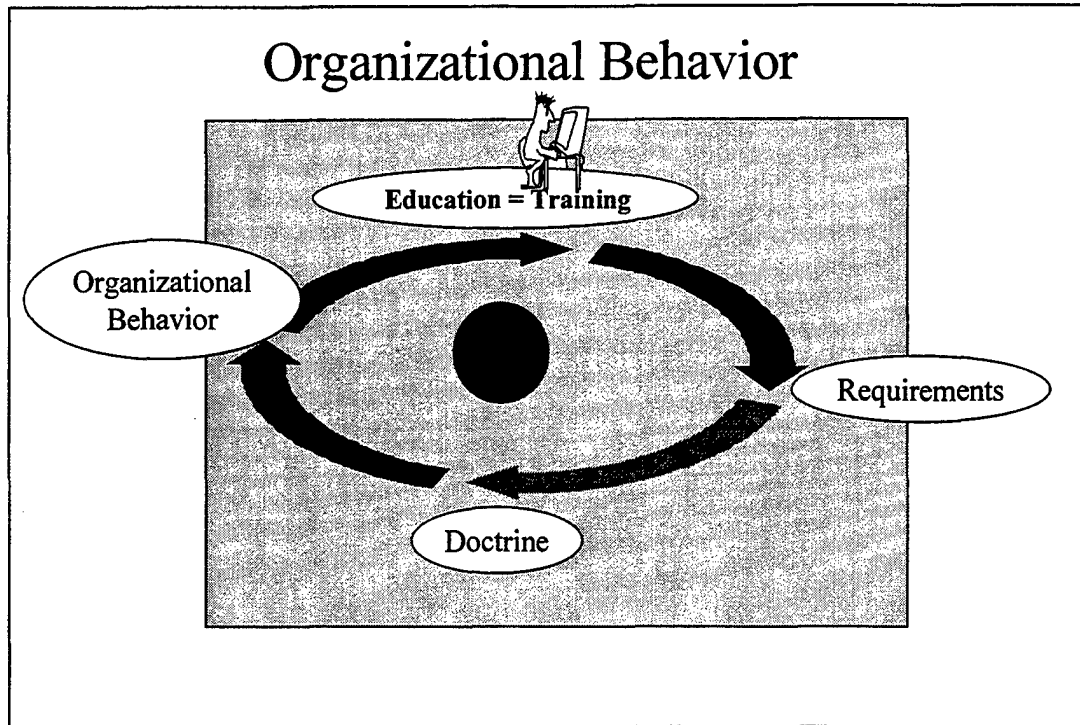 Organizational Behavior
Education = Training
Organizational
Behavior
Requirements
Doctrine